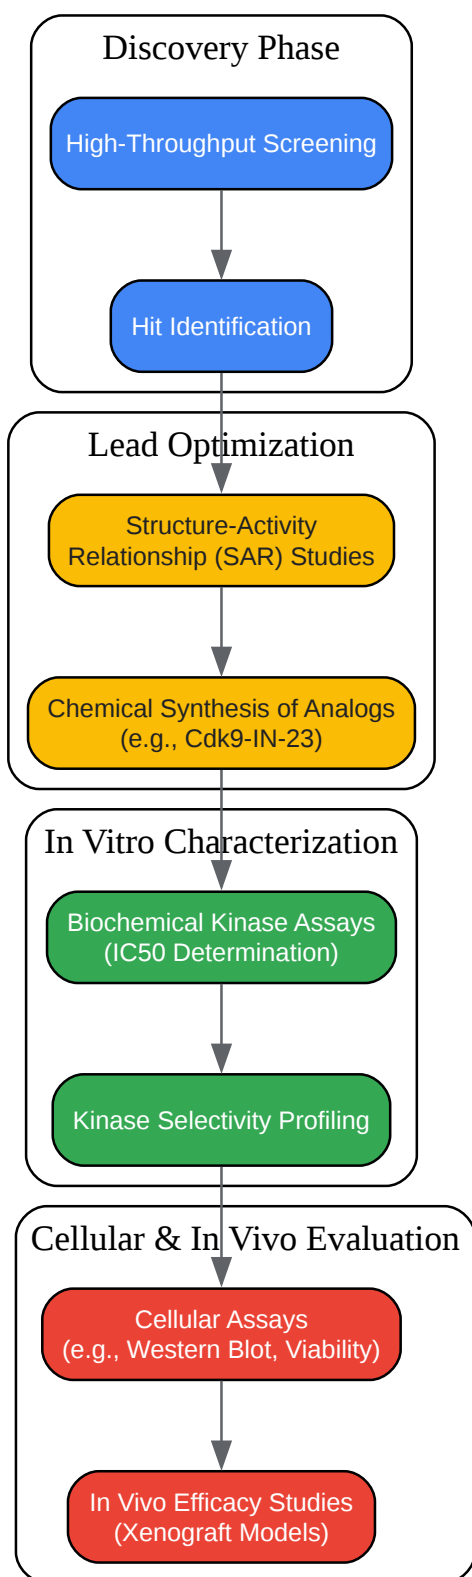 Discovery Phase
High-Throughput Screening
Hit Identification
Lead Optimization
Structure-Activity
Relationship (SAR) Studies
Chemical Synthesis of Analogs
(e.g., Cdk9-IN-23)
In Vitro Characterization
Biochemical Kinase Assays
(IC50 Determination)
Kinase Selectivity Profiling
Cellular & In Vivo Evaluation
Cellular Assays
(e.g., Western Blot, Viability)
In Vivo Efficacy Studies
(Xenograft Models)